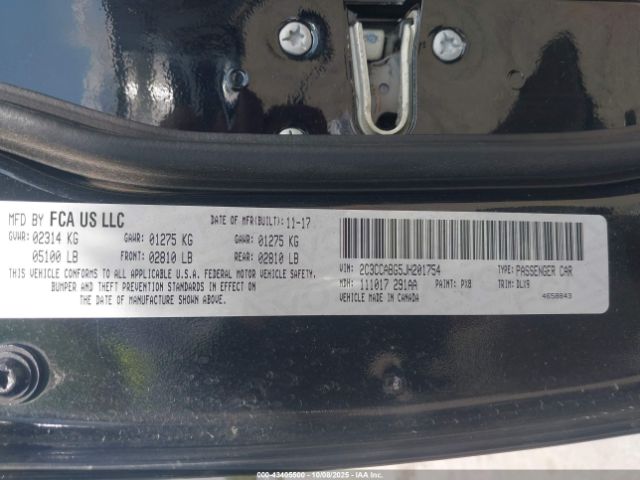 MFD BY FCA US LLC DATE OF MFR(BUILT): 11-17
GVWR: 02314 KG GAWR: 01275 KG GAWR: 01275 KG
05100 LB FRONT: 02810 LB REAR: 02810 LB
THIS VEHICLE CONFORMS TO ALL APPLICABLE U.S.A. FEDERAL MOTOR VEHICLE SAFETY,
BUMPER AND THEFT PREVENTION STANDARDS IN EFFECT ON THE
DATE OF MANUFACTURE SHOWN ABOVE.
VIN: 2C3CCABG5JH201754 TYPE: PASSENGER CAR
MDH: 111017 291AA PAINT: PX8 TRIM: DLX9
VEHICLE MADE IN CANADA 4658843
000-43405500 - 10/08/2025 - IAAI.com